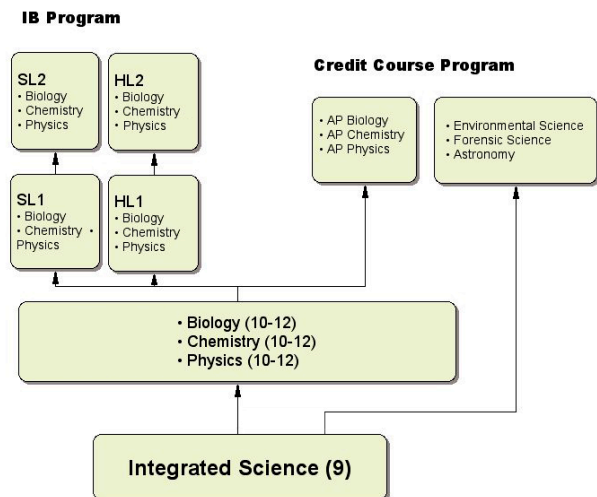 IB Program
SL2
• Biology
• Chemistry
• Physics
HL2
• Biology
• Chemistry
• Physics
SL1
• Biology
• Chemistry •
Physics
HL1
• Biology
• Chemistry
• Physics
Credit Course Program
• AP Biology
• AP Chemistry
• AP Physics
• Environmental Science
• Forensic Science
• Astronomy
• Biology (10-12)
• Chemistry (10-12)
• Physics (10-12)
Integrated Science (9)